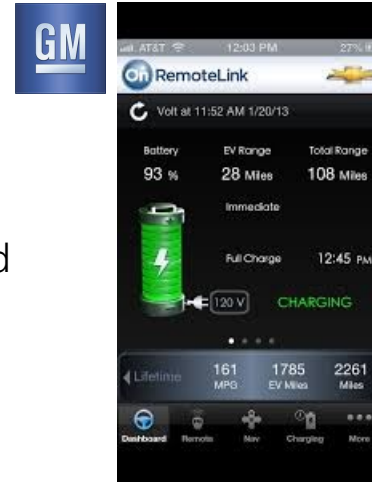 GM
d
AT&T 12:03 PM 27%
On RemoteLink
Volt at 11:52 AM 1/20/13
Battery EV Range Total Range
93 % 28 Miles 108 Miles
Immediate
Full Charge 12:45 PM
120 V CHARGING
Lifetime 161 1785 2261
MPG EV Miles Miles
Dashboard Remote Nav Charging More